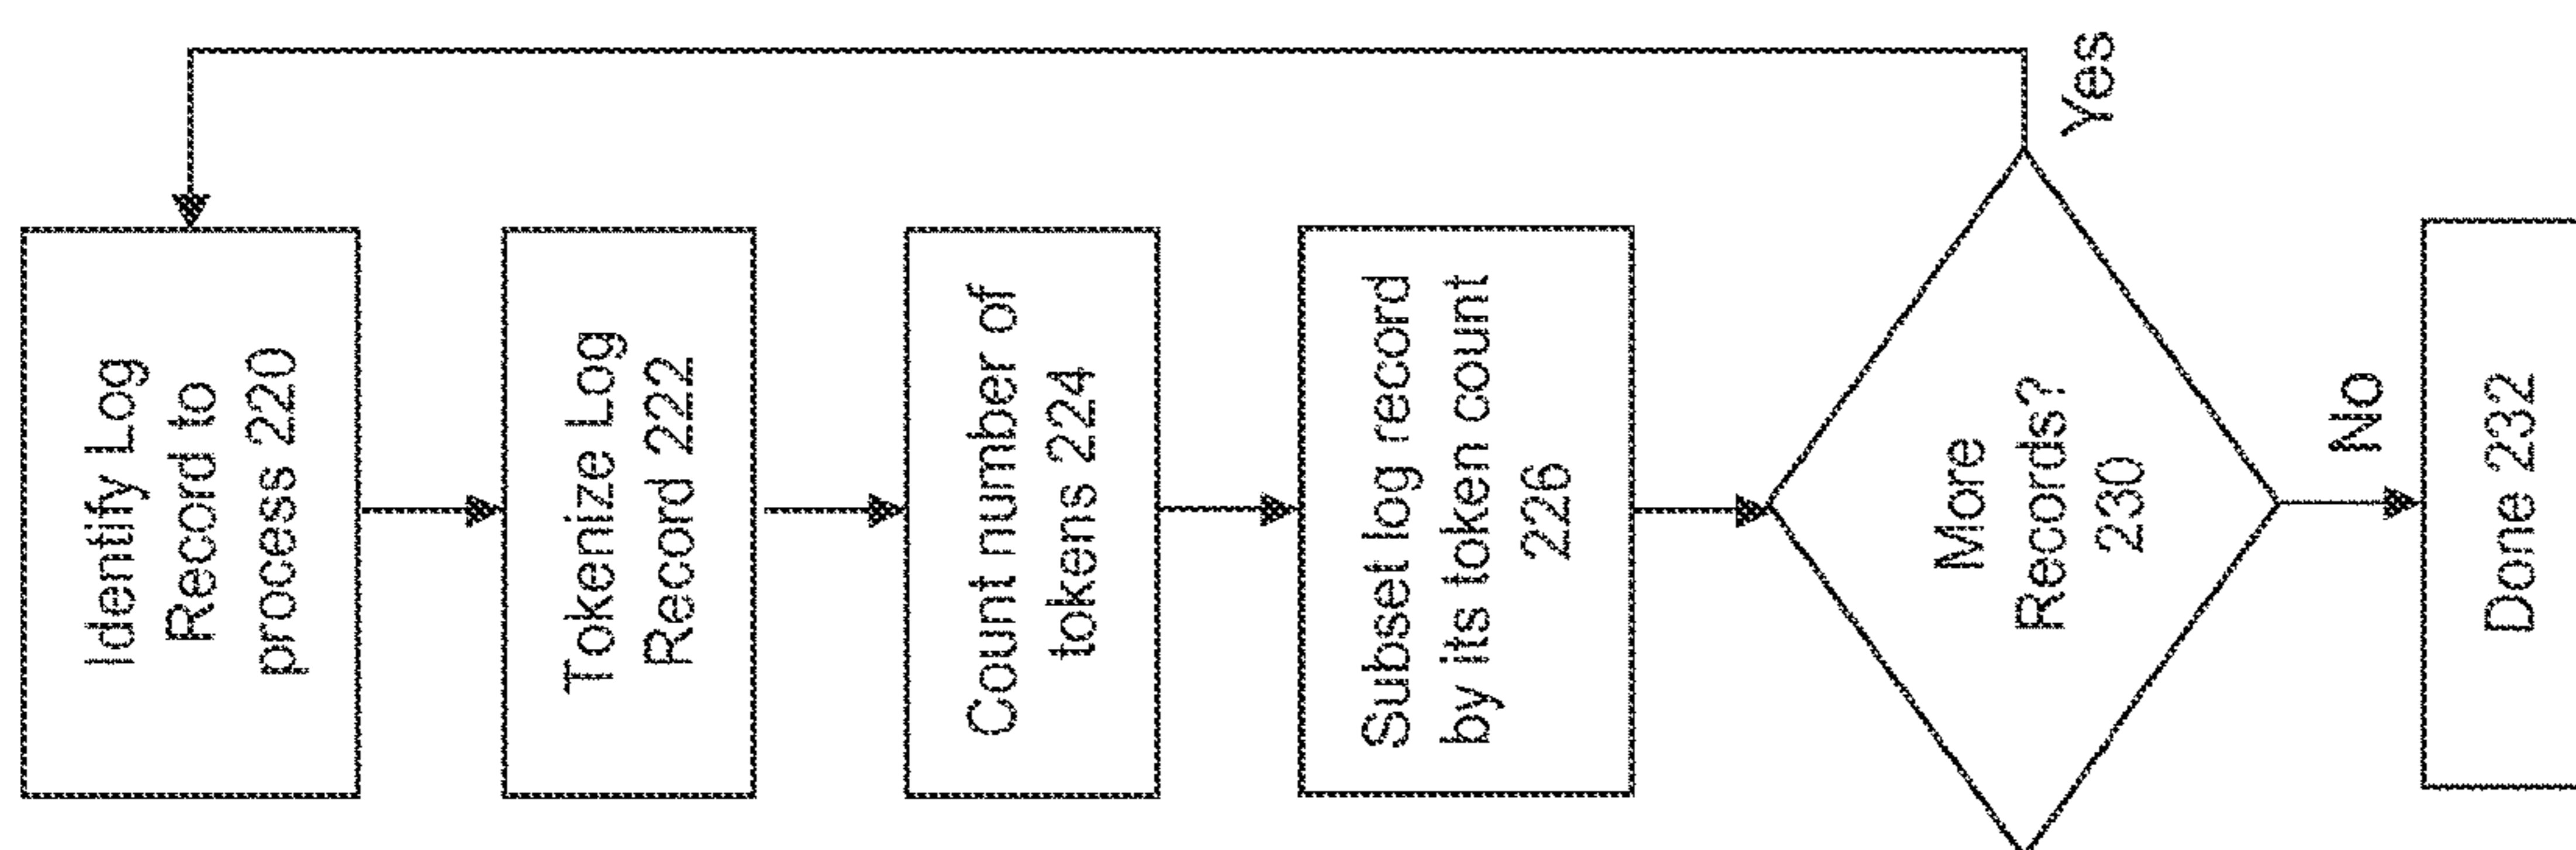 Identify Log
Record to
process 220
Tokenize Log
Record 222
Count number of
tokens 224
Subset log record
by its token count
226
More
Records?
230
Yes
No
Done 232